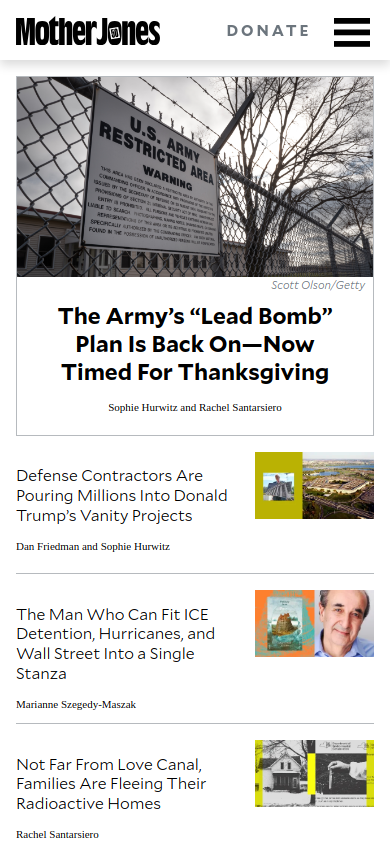 Mother Jones
DONATE
U.S. ARMY
RESTRICTED AREA
WARNING
Scott Olson/Getty
The Army’s “Lead Bomb”
Plan Is Back On—Now
Timed For Thanksgiving
Sophie Hurwitz and Rachel Santarsiero
Defense Contractors Are
Pouring Millions Into Donald
Trump’s Vanity Projects
Dan Friedman and Sophie Hurwitz
The Man Who Can Fit ICE
Detention, Hurricanes, and
Wall Street Into a Single
Stanza
Marianne Szegedy-Maszak
Not Far From Love Canal,
Families Are Fleeing Their
Radioactive Homes
Rachel Santarsiero